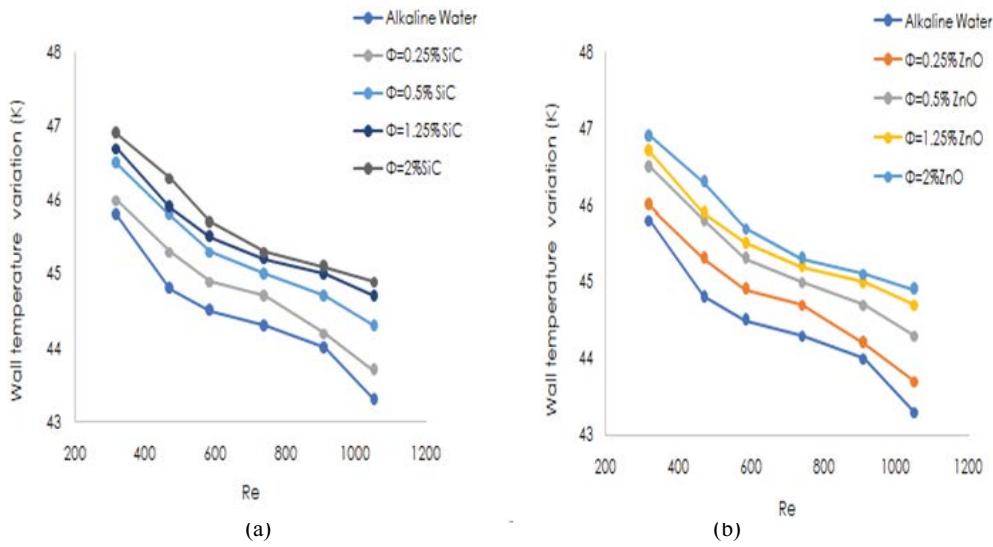 Alkaline Water
Φ=0.25%SiC
Φ=0.5% SiC
Φ=1.25%SiC
Φ=2%SiC
Wall temperature variation (K)
48
47
46
45
44
43
200
400
600
800
1000
1200
Re
(a)
Alkaline Water
Φ=0.25%ZnO
Φ=0.5% ZnO
Φ=1.25%ZnO
Φ=2%ZnO
Wall temperature variation (K)
48
47
46
45
44
43
200
400
600
800
1000
1200
Re
(b)